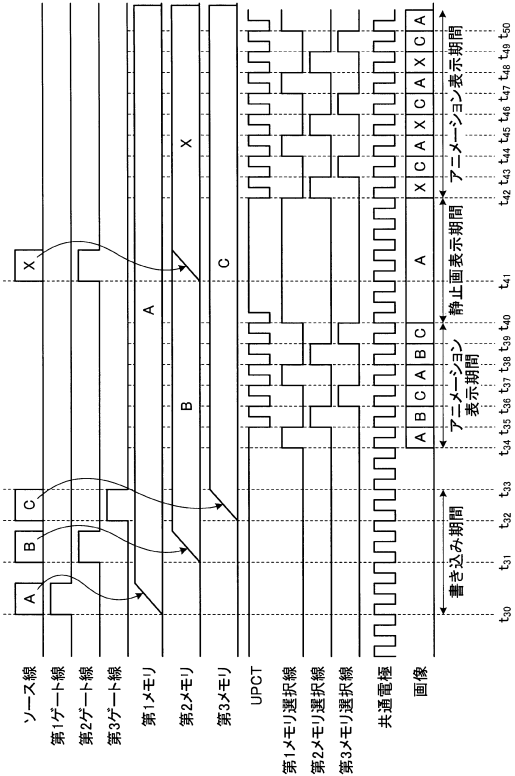 ソース線 A B C X
第1ゲート線
第2ゲート線
第3ゲート線
第1メモリ A
第2メモリ B X
第3メモリ C
UPCT
第1メモリ選択線
第2メモリ選択線
第3メモリ選択線
共通電極
画像 A B C A B C A X C A X C A X C A
書き込み期間 アニメーション表示期間 静止画表示期間 アニメーション表示期間
t30 t31 t32 t33 t34 t35 t36 t37 t38 t39 t40 t41 t42 t43 t44 t45 t46 t47 t48 t49 t50